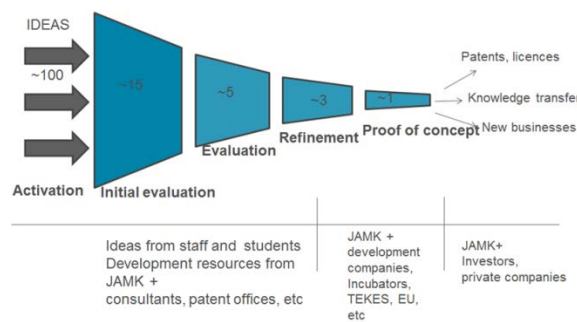 IDEAS
~100
~15
~5
~3
~1
Patents, licences
Knowledge transfer
New businesses
Activation
Initial evaluation
Evaluation
Refinement
Proof of concept
Ideas from staff and students
Development resources from
JAMK +
consultants, patent offices, etc
JAMK +
development
companies,
Incubators,
TEKES, EU,
etc
JAMK+
Investors,
private companies